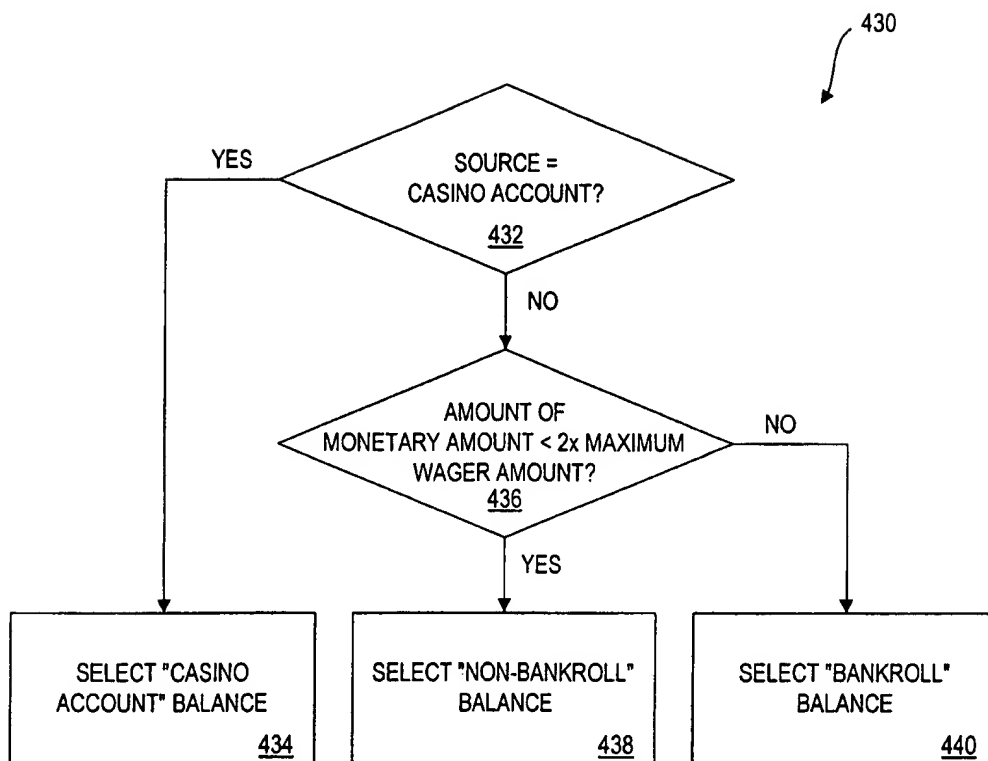 430
YES
SOURCE =
CASINO ACCOUNT?
432
NO
AMOUNT OF
MONETARY AMOUNT < 2x MAXIMUM
WAGER AMOUNT?
436
NO
YES
SELECT "CASINO
ACCOUNT" BALANCE
434
SELECT "NON-BANKROLL"
BALANCE
438
SELECT "BANKROLL"
BALANCE
440